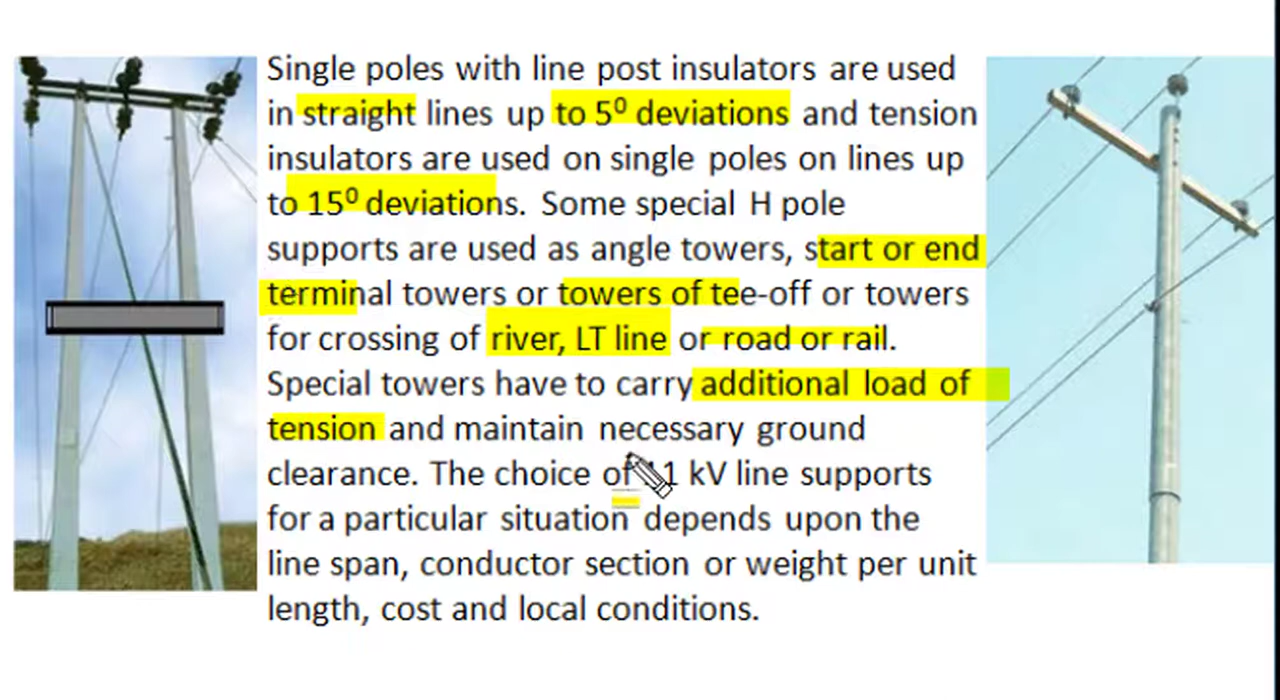 Single poles with line post insulators are used
in straight lines up to 5⁰ deviations and tension
insulators are used on single poles on lines up
to 15⁰ deviations. Some special H pole
supports are used as angle towers, start or end
terminal towers or towers of tee-off or towers
for crossing of river, LT line or road or rail.
Special towers have to carry additional load of
tension and maintain necessary ground
clearance. The choice of 11 kV line supports
for a particular situation depends upon the
line span, conductor section or weight per unit
length, cost and local conditions.